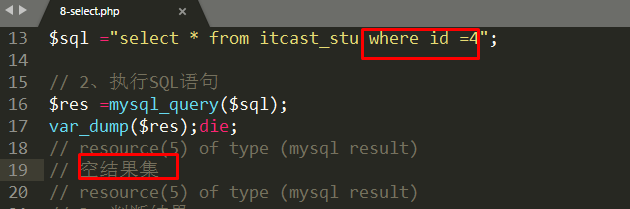 8-select.php ×
13 $sql ="select * from itcast_stu where id =4";
14
15 // 2、执行SQL语句
16 $res =mysql_query($sql);
17 var_dump($res);die;
18 // resource(5) of type (mysql result)
19 // 空结果集
20 // resource(5) of type (mysql result)